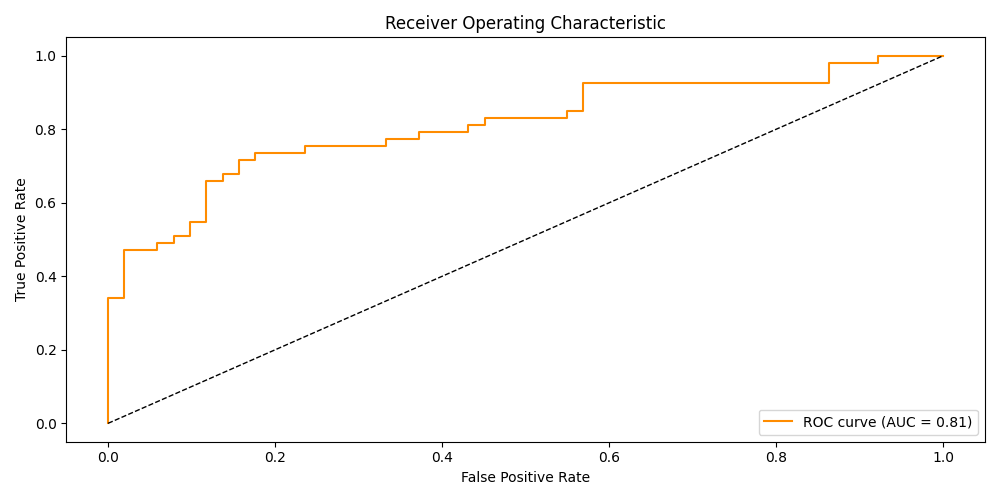 Receiver Operating Characteristic
True Positive Rate
1.0
0.8
0.6
0.4
0.2
0.0
ROC curve (AUC = 0.81)
0.0 0.2 0.4 0.6 0.8 1.0
False Positive Rate